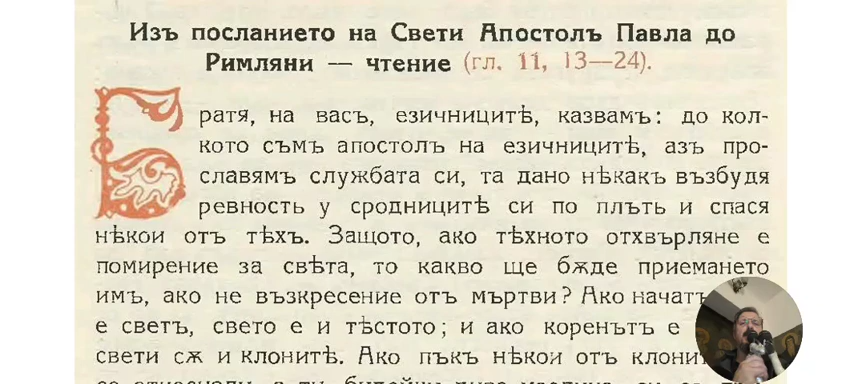 Изъ посланието на Свети Апостолъ Павла до
Римляни — чтение (гл. 11, 13—24).
Братя, на васъ, езичницитѣ, казвамъ: до кол-
кото съмъ апостолъ на езичницитѣ, азъ про-
славямъ службата си, та дано нѣкакъ възбудя
ревность у сродницитѣ си по плъть и спася
нѣкои отъ тѣхъ. Защото, ако тѣхното отхвърляне е
помирение за свѣта, то какво ще бѫде приемането
имъ, ако не възкресение отъ мъртви? Ако
е светъ, свето е и тѣстото; и ако коренътъ е
свети сѫ и клонитѣ. Ако пъкъ нѣкои отъ